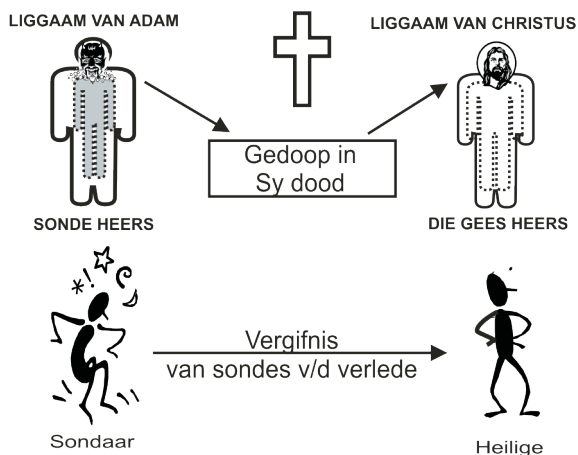 LIGGAAM VAN ADAM
LIGGAAM VAN CHRISTUS
Gedoop in
Sy dood
SONDE HEERS
DIE GEES HEERS
*!
Vergifnis
van sondes v/d verlede
Sondaar
Heilige